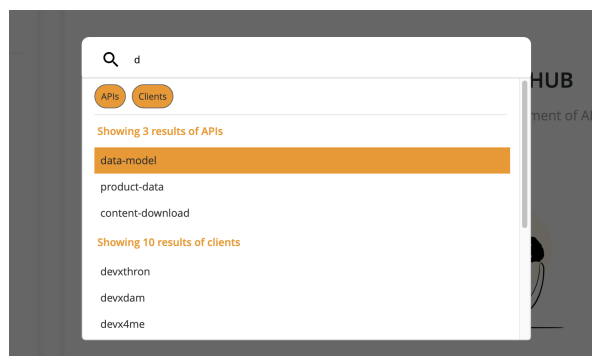 d
HUB
APIs Clients
ment of AP
Showing 3 results of APIs
data-model
product-data
content-download
Showing 10 results of clients
devxthron
devxdam
devx4me